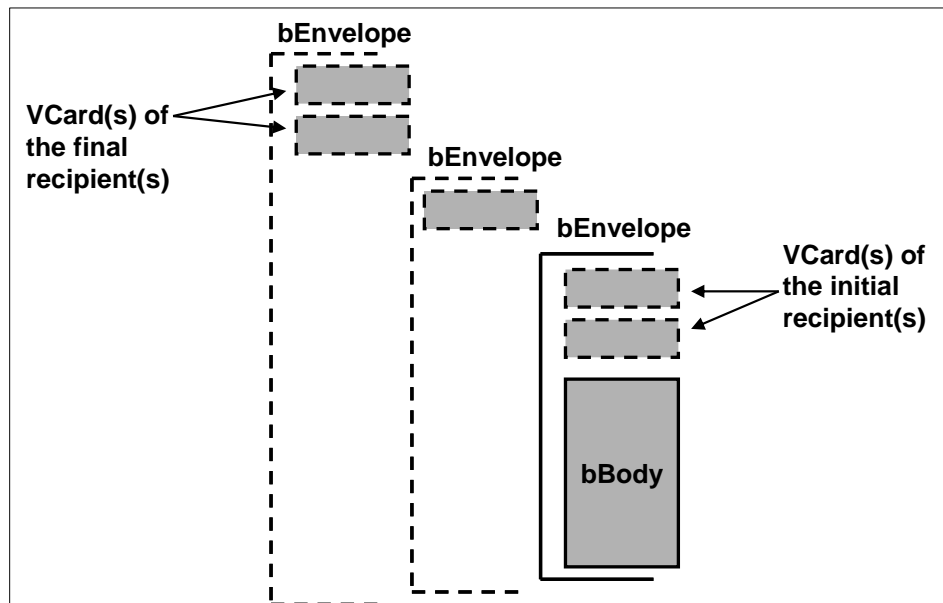 bEnvelope
VCard(s) of
the final
recipient(s)
bEnvelope
bEnvelope
VCard(s) of
the initial
recipient(s)
bBody